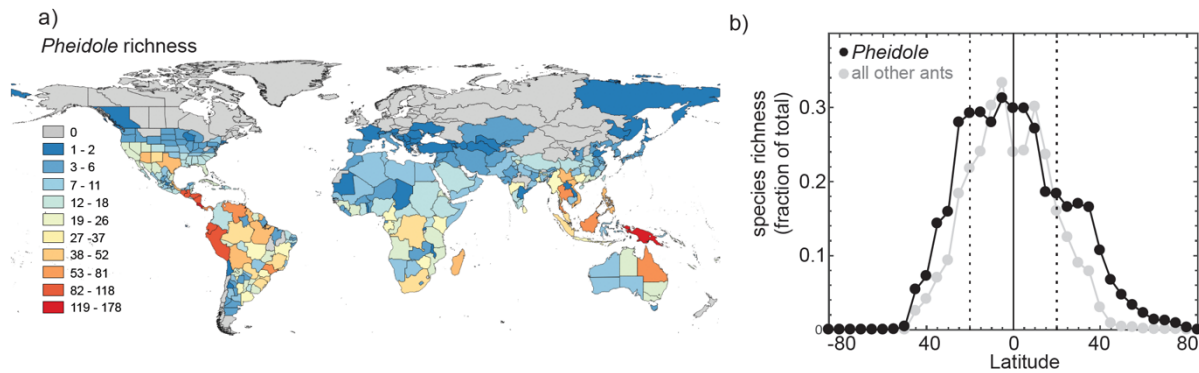 a)
Pheidole richness
0
1 - 2
3 - 6
7 - 11
12 - 18
19 - 26
27 -37
38 - 52
53 - 81
82 - 118
119 - 178
b)
Pheidole
all other ants
species richness
(fraction of total)
0.3
0.2
0.1
0
-80
40
0
40
80
Latitude